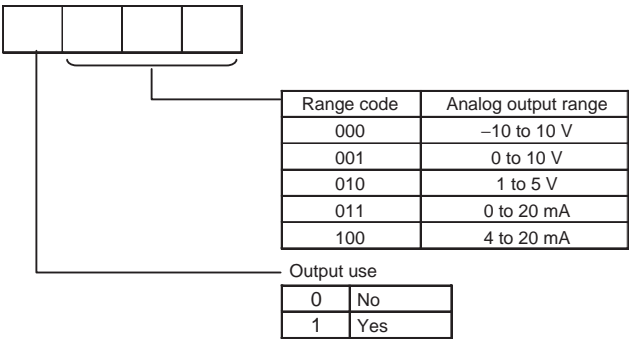 Range code Analog output range
000 −10 to 10 V
001 0 to 10 V
010 1 to 5 V
011 0 to 20 mA
100 4 to 20 mA
Output use
0 No
1 Yes